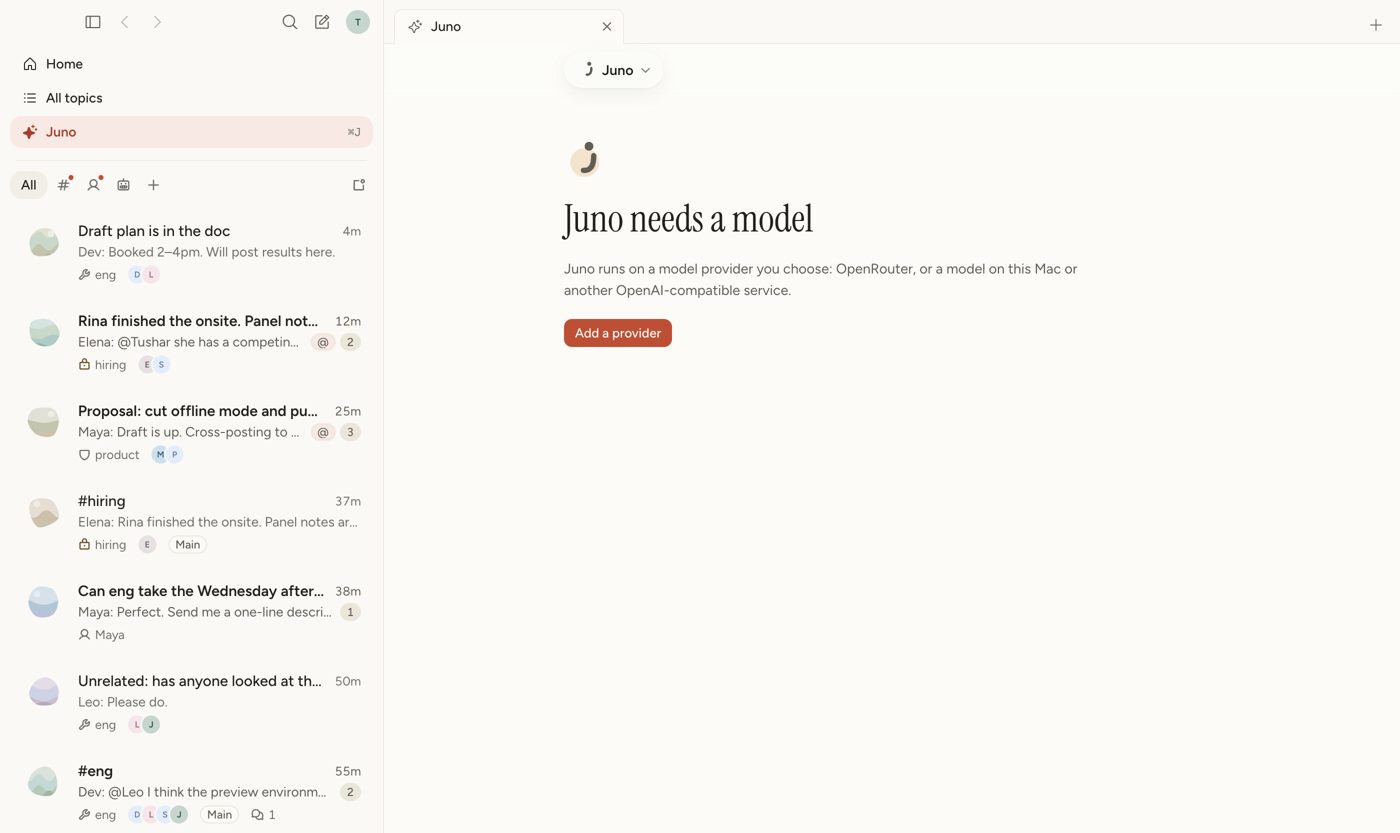 T
Juno
Home
All topics
Juno
⌘J
Juno
All
Draft plan is in the doc
4m
Dev: Booked 2–4pm. Will post results here.
eng
D L
Rina finished the onsite. Panel not...
12m
Elena: @Tushar she has a competin...
@ 2
hiring
E S
Proposal: cut offline mode and pu...
25m
Maya: Draft is up. Cross-posting to ...
@ 3
product
M P
#hiring
37m
Elena: Rina finished the onsite. Panel notes ar...
hiring
E
Main
Can eng take the Wednesday after...
38m
Maya: Perfect. Send me a one-line descri...
1
Maya
Unrelated: has anyone looked at th...
50m
Leo: Please do.
eng
L J
#eng
55m
Dev: @Leo I think the preview environm...
2
eng
D L S J
Main
1
Juno needs a model
Juno runs on a model provider you choose: OpenRouter, or a model on this Mac or
another OpenAI-compatible service.
Add a provider